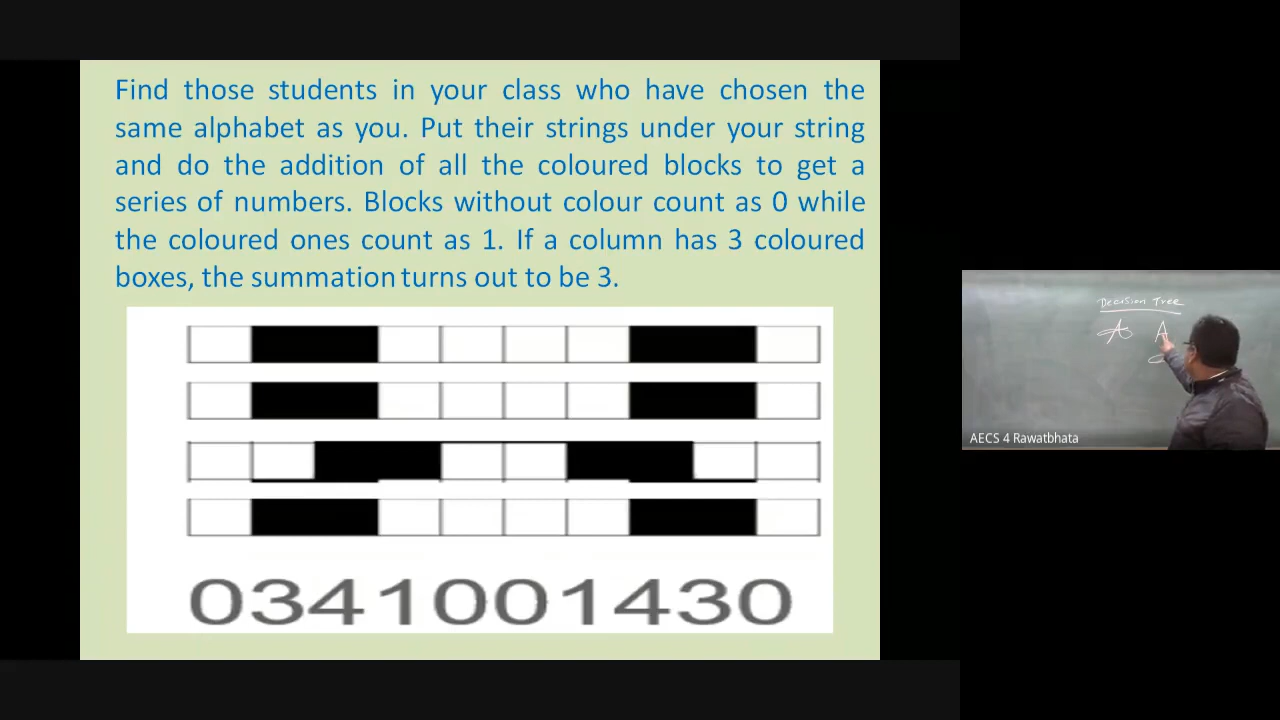 Find those students in your class who have chosen the
same alphabet as you. Put their strings under your string
and do the addition of all the coloured blocks to get a
series of numbers. Blocks without colour count as 0 while
the coloured ones count as 1. If a column has 3 coloured
boxes, the summation turns out to be 3.
0341001430
Decision Tree
A A
AECS 4 Rawatbhata